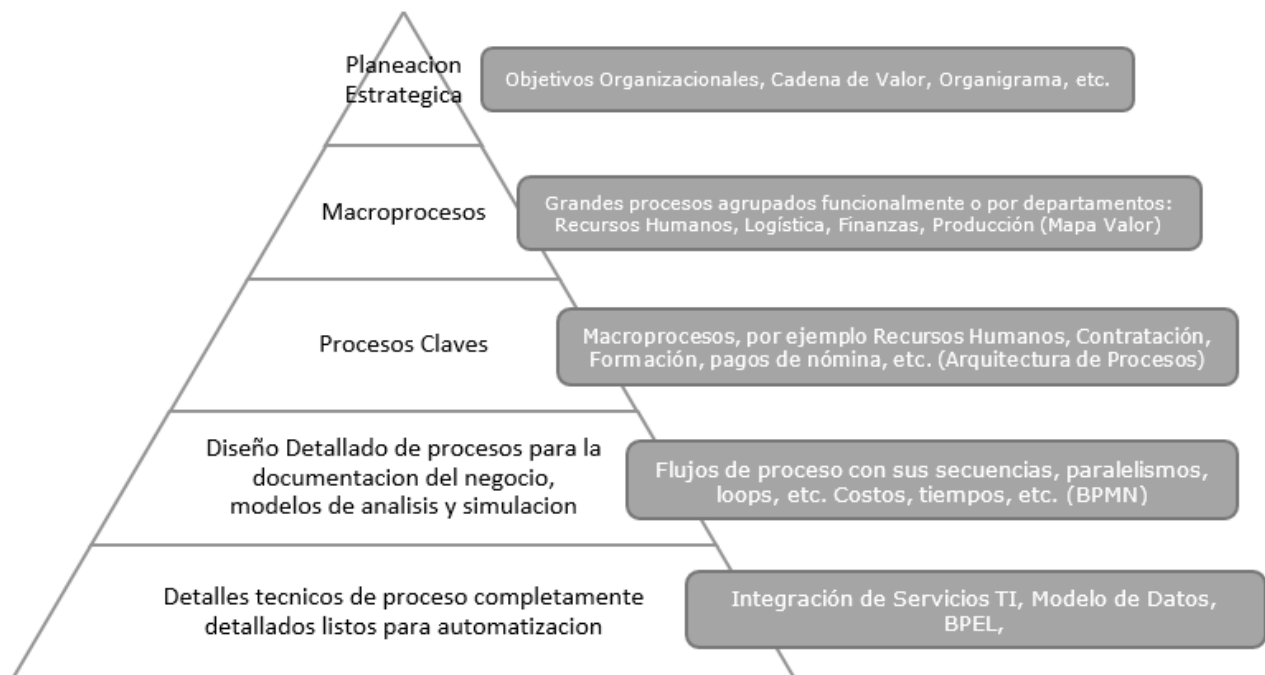 Planeacion
Estrategica
Objetivos Organizacionales, Cadena de Valor, Organigrama, etc.
Macroprocesos
Grandes procesos agrupados funcionalmente o por departamentos:
Recursos Humanos, Logística, Finanzas, Producción (Mapa Valor)
Procesos Claves
Macroprocesos, por ejemplo Recursos Humanos, Contratación,
Formación, pagos de nómina, etc. (Arquitectura de Procesos)
Diseño Detallado de procesos para la
documentacion del negocio,
modelos de analisis y simulacion
Flujos de proceso con sus secuencias, paralelismos,
loops, etc. Costos, tiempos, etc. (BPMN)
Detalles tecnicos de proceso completamente
detallados listos para automatizacion
Integración de Servicios TI, Modelo de Datos,
BPEL,